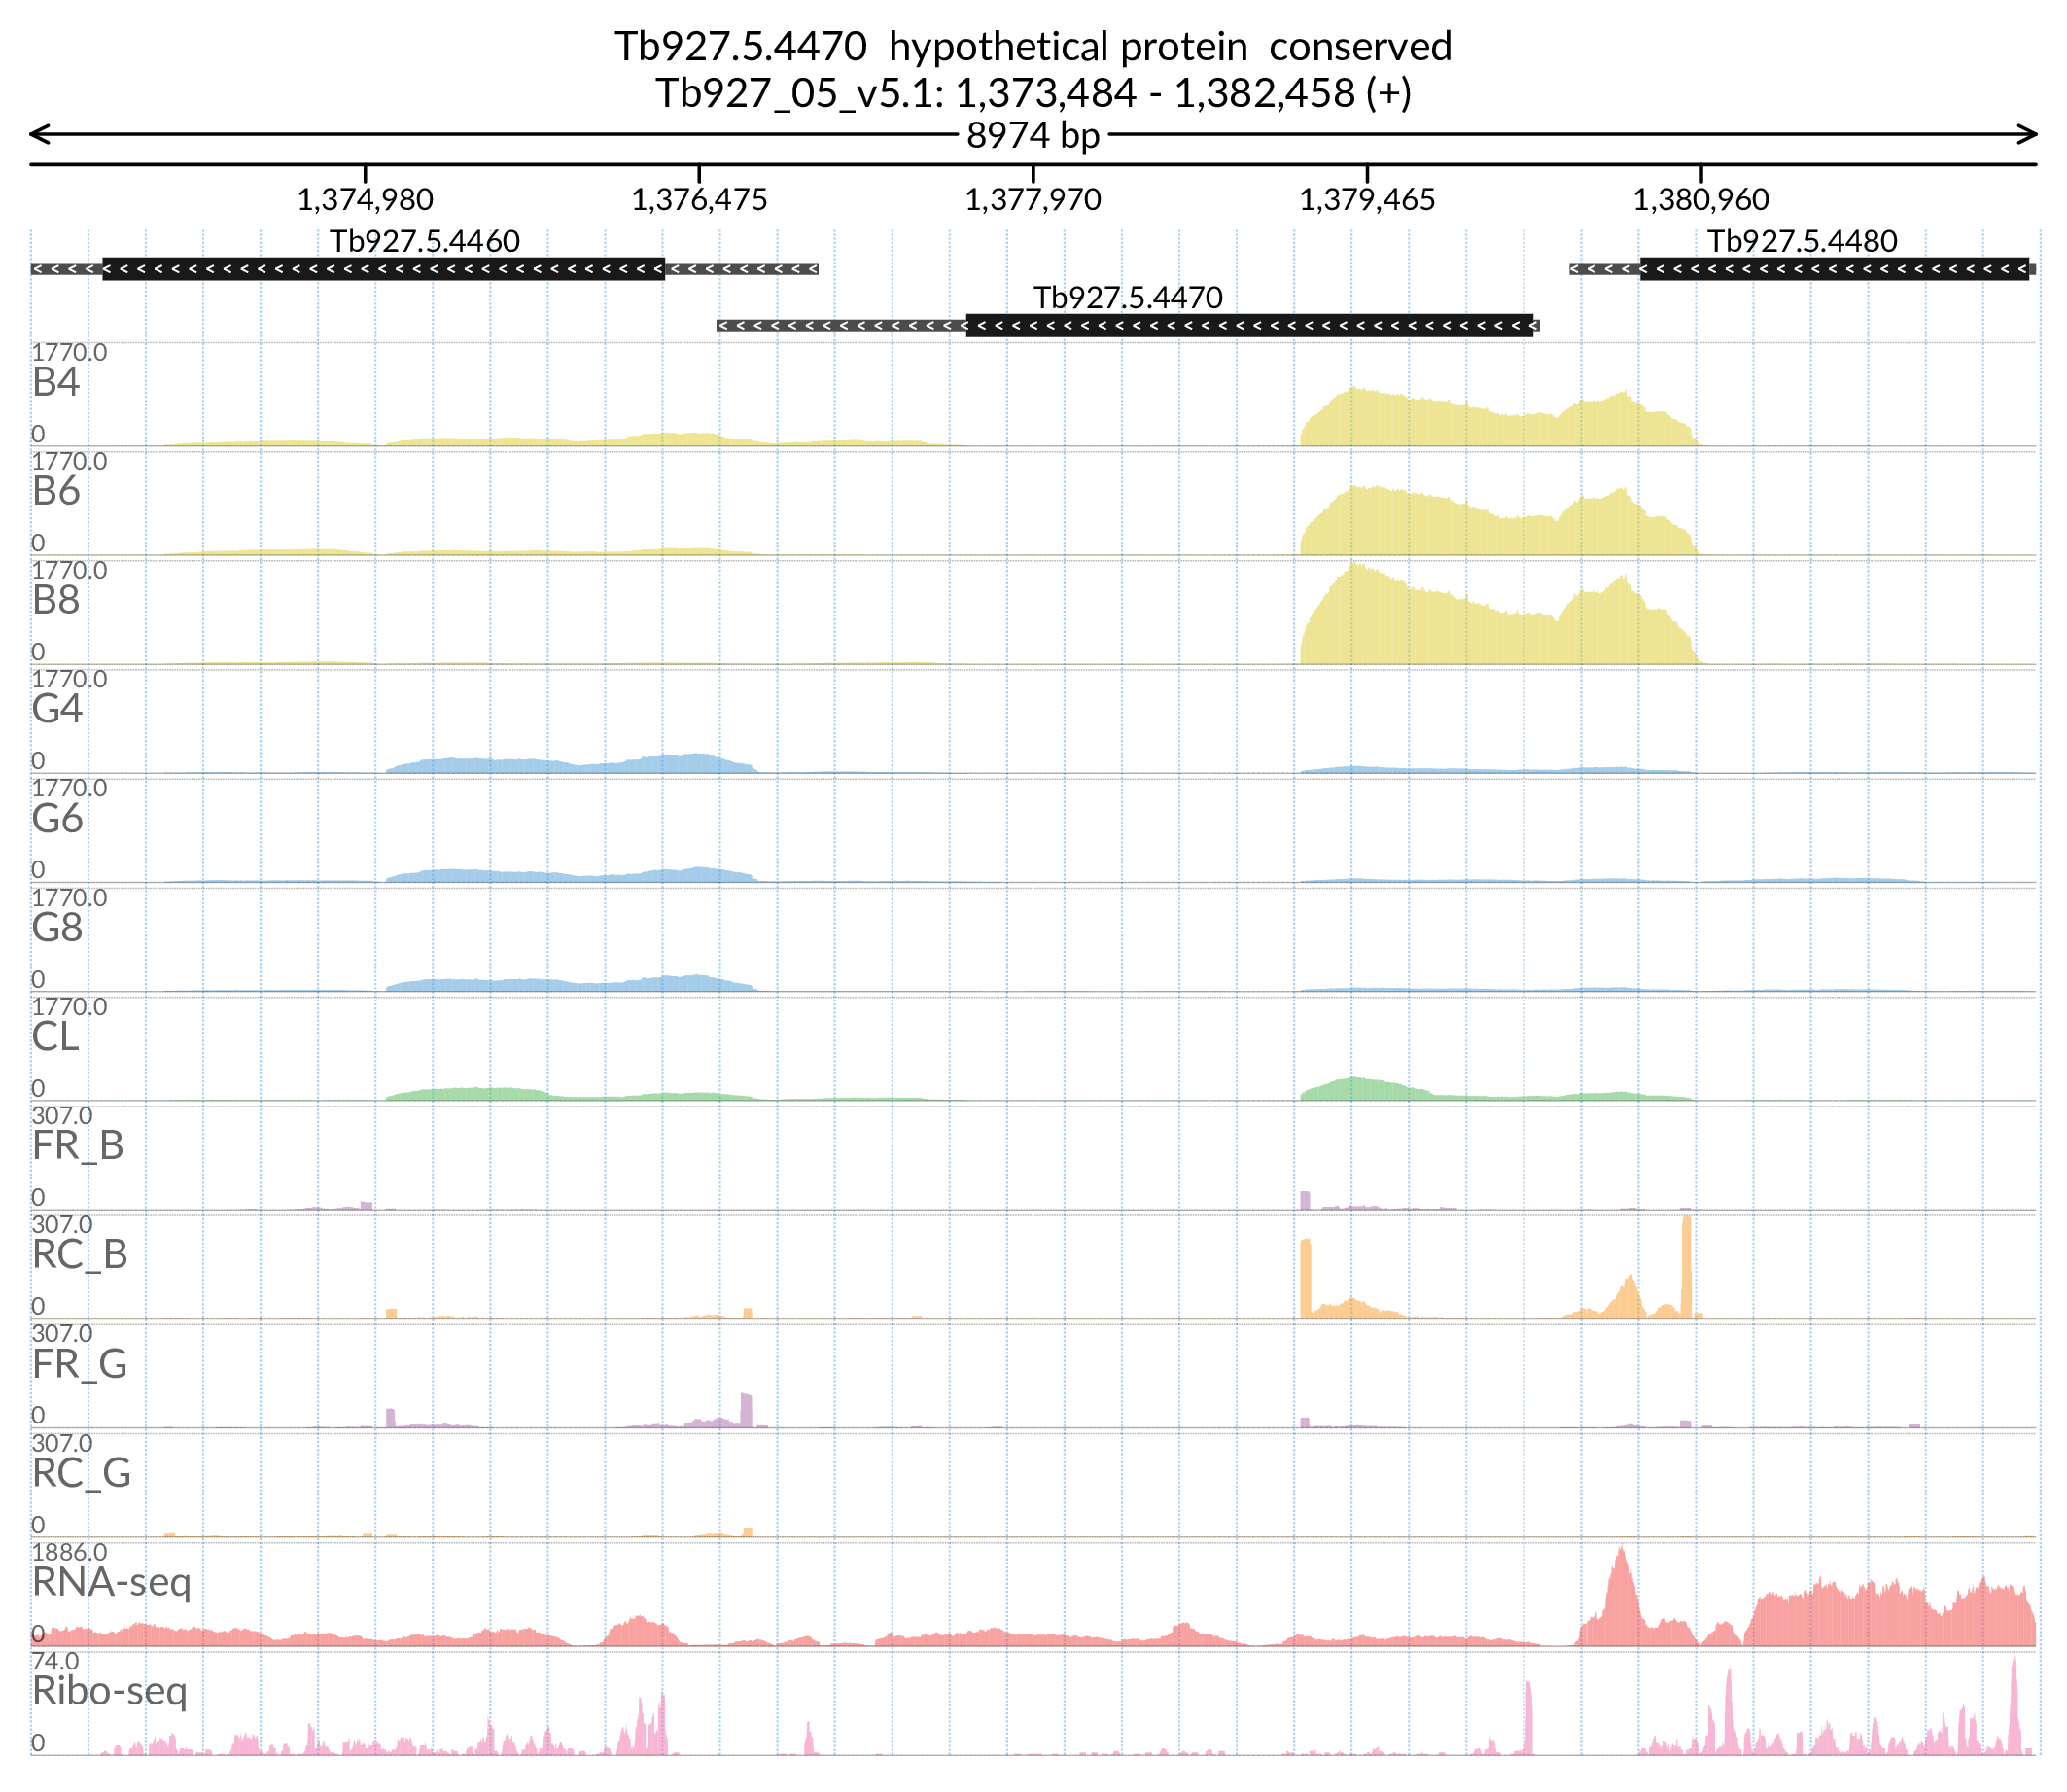 Tb927.5.4470  hypothetical protein  conserved
Tb927_05_v5.1: 1,373,484 - 1,382,458 (+)
8974 bp
1,374,980 1,376,475 1,377,970 1,379,465 1,380,960
Tb927.5.4460 Tb927.5.4480
Tb927.5.4470
1770.0
B4
0
1770.0
B6
0
1770.0
B8
0
1770.0
G4
0
1770.0
G6
0
1770.0
G8
0
1770.0
CL
0
307.0
FR_B
0
307.0
RC_B
0
307.0
FR_G
0
307.0
RC_G
0
1886.0
RNA-seq
0
74.0
Ribo-seq
0